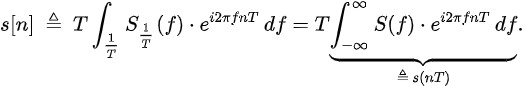 s[n] ≜ T ∫_{1/T} S_{1/T}(f) · e^{i2πfnT} df = T ∫_{−∞}^{∞} S(f) · e^{i2πfnT} df.
≜ s(nT)